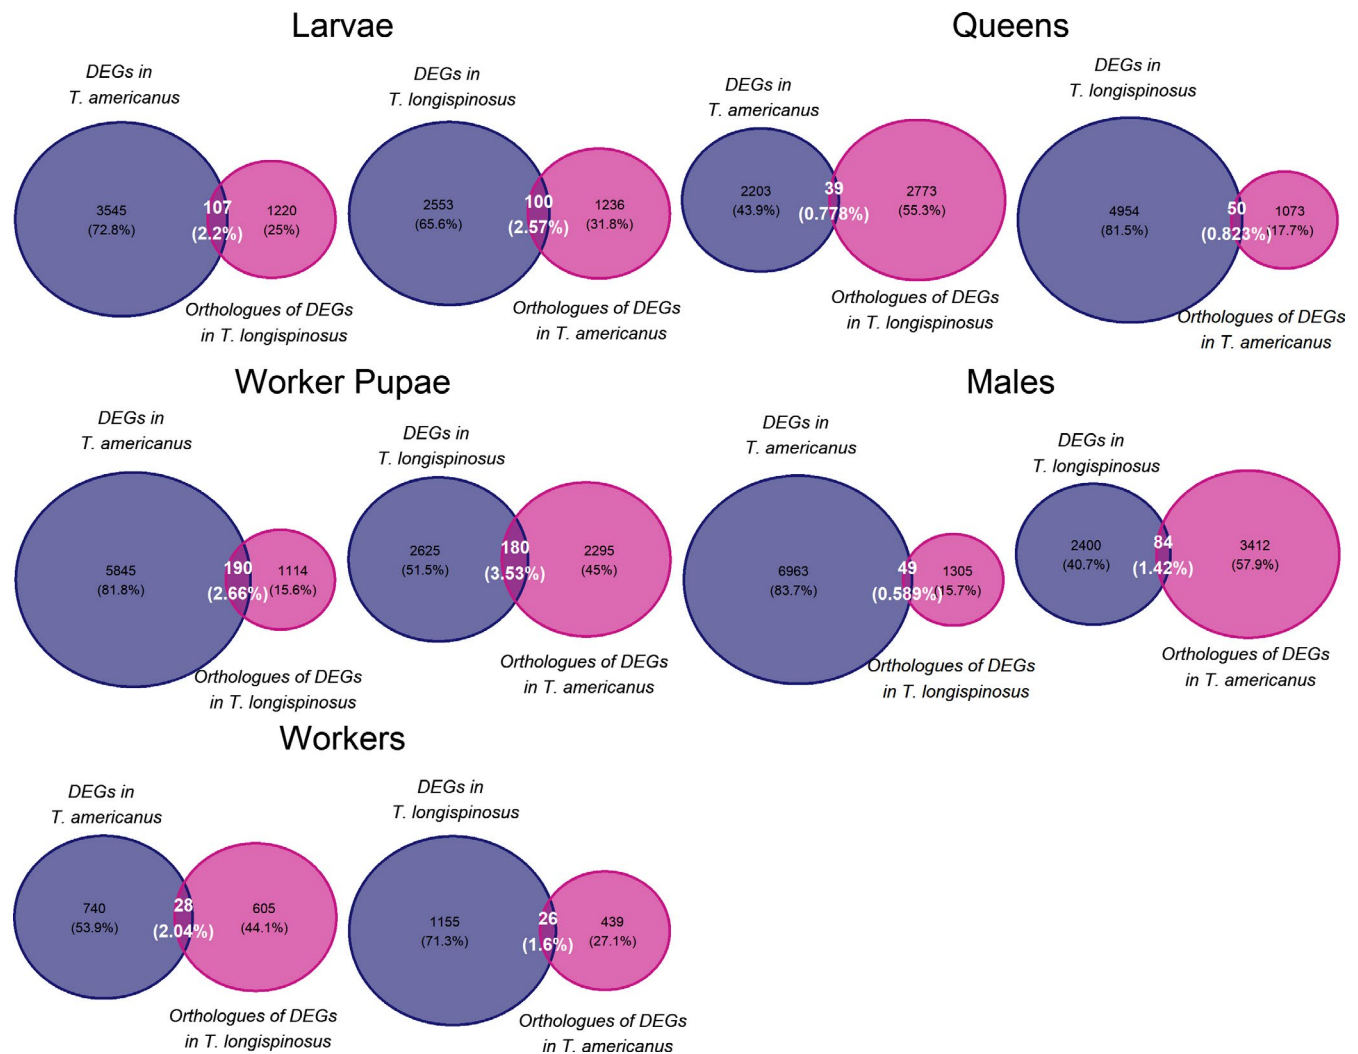 Larvae
DEGs in
T. americanus
3545
(72.8%)
107
(2.2%)
1220
(25%)
Orthologues of DEGs
in T. longispinosus
DEGs in
T. longispinosus
2553
(65.6%)
100
(2.57%)
1236
(31.8%)
Orthologues of DEGs
in T. americanus
Queens
DEGs in
T. americanus
2203
(43.9%)
39
(0.778%)
2773
(55.3%)
Orthologues of DEGs
in T. longispinosus
DEGs in
T. longispinosus
4954
(81.5%)
50
(0.823%)
1073
(17.7%)
Orthologues of DEGs
in T. americanus
Worker Pupae
DEGs in
T. americanus
5845
(81.8%)
190
(2.66%)
1114
(15.6%)
Orthologues of DEGs
in T. longispinosus
DEGs in
T. longispinosus
2625
(51.5%)
180
(3.53%)
2295
(45%)
Orthologues of DEGs
in T. americanus
Males
DEGs in
T. americanus
6963
(83.7%)
49
(0.589%)
1305
(15.7%)
Orthologues of DEGs
in T. longispinosus
DEGs in
T. longispinosus
2400
(40.7%)
84
(1.42%)
3412
(57.9%)
Orthologues of DEGs
in T. americanus
Workers
DEGs in
T. americanus
740
(53.9%)
28
(2.04%)
605
(44.1%)
Orthologues of DEGs
in T. longispinosus
DEGs in
T. longispinosus
1155
(71.3%)
26
(1.6%)
439
(27.1%)
Orthologues of DEGs
in T. americanus